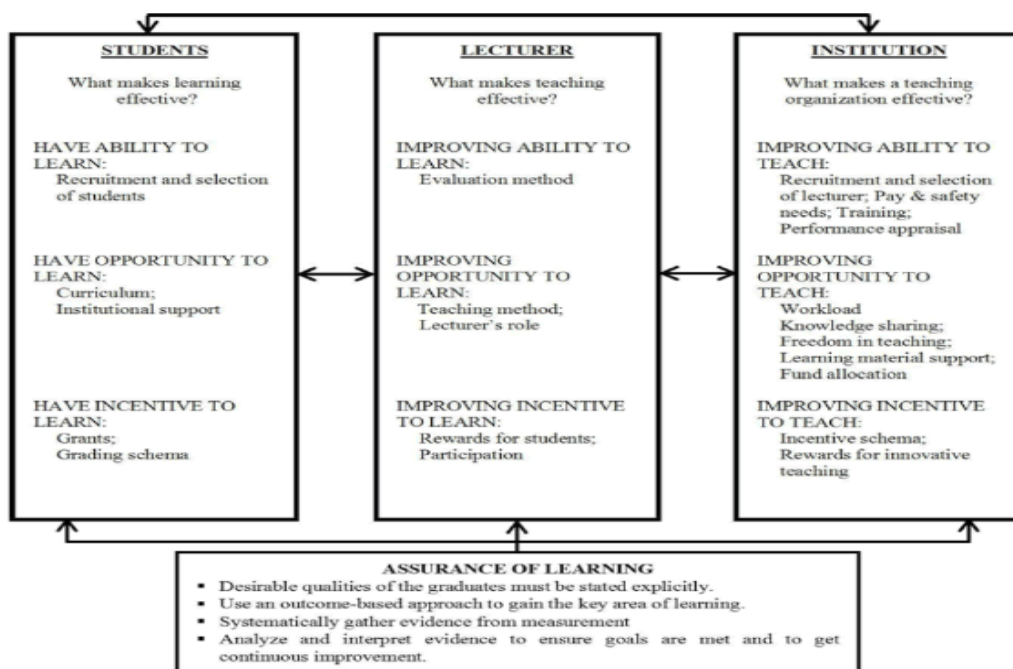 STUDENTS
What makes learning
effective?
HAVE ABILITY TO
LEARN:
Recruitment and selection
of students
HAVE OPPORTUNITY TO
LEARN:
Curriculum;
Institutional support
HAVE INCENTIVE TO
LEARN:
Grants;
Grading schema
LECTURER
What makes teaching
effective?
IMPROVING ABILITY TO
LEARN:
Evaluation method
IMPROVING
OPPORTUNITY TO
LEARN:
Teaching method;
Lecturer's role
IMPROVING INCENTIVE
TO LEARN:
Rewards for students;
Participation
INSTITUTION
What makes a teaching
organization effective?
IMPROVING ABILITY TO
TEACH:
Recruitment and selection
of lecturer; Pay & safety
needs; Training;
Performance appraisal
IMPROVING
OPPORTUNITY TO
TEACH:
Workload
Knowledge sharing;
Freedom in teaching;
Learning material support;
Fund allocation
IMPROVING INCENTIVE
TO TEACH:
Incentive schema;
Rewards for innovative
teaching
ASSURANCE OF LEARNING
▪ Desirable qualities of the graduates must be stated explicitly.
▪ Use an outcome-based approach to gain the key area of learning.
▪ Systematically gather evidence from measurement
▪ Analyze and interpret evidence to ensure goals are met and to get
continuous improvement.